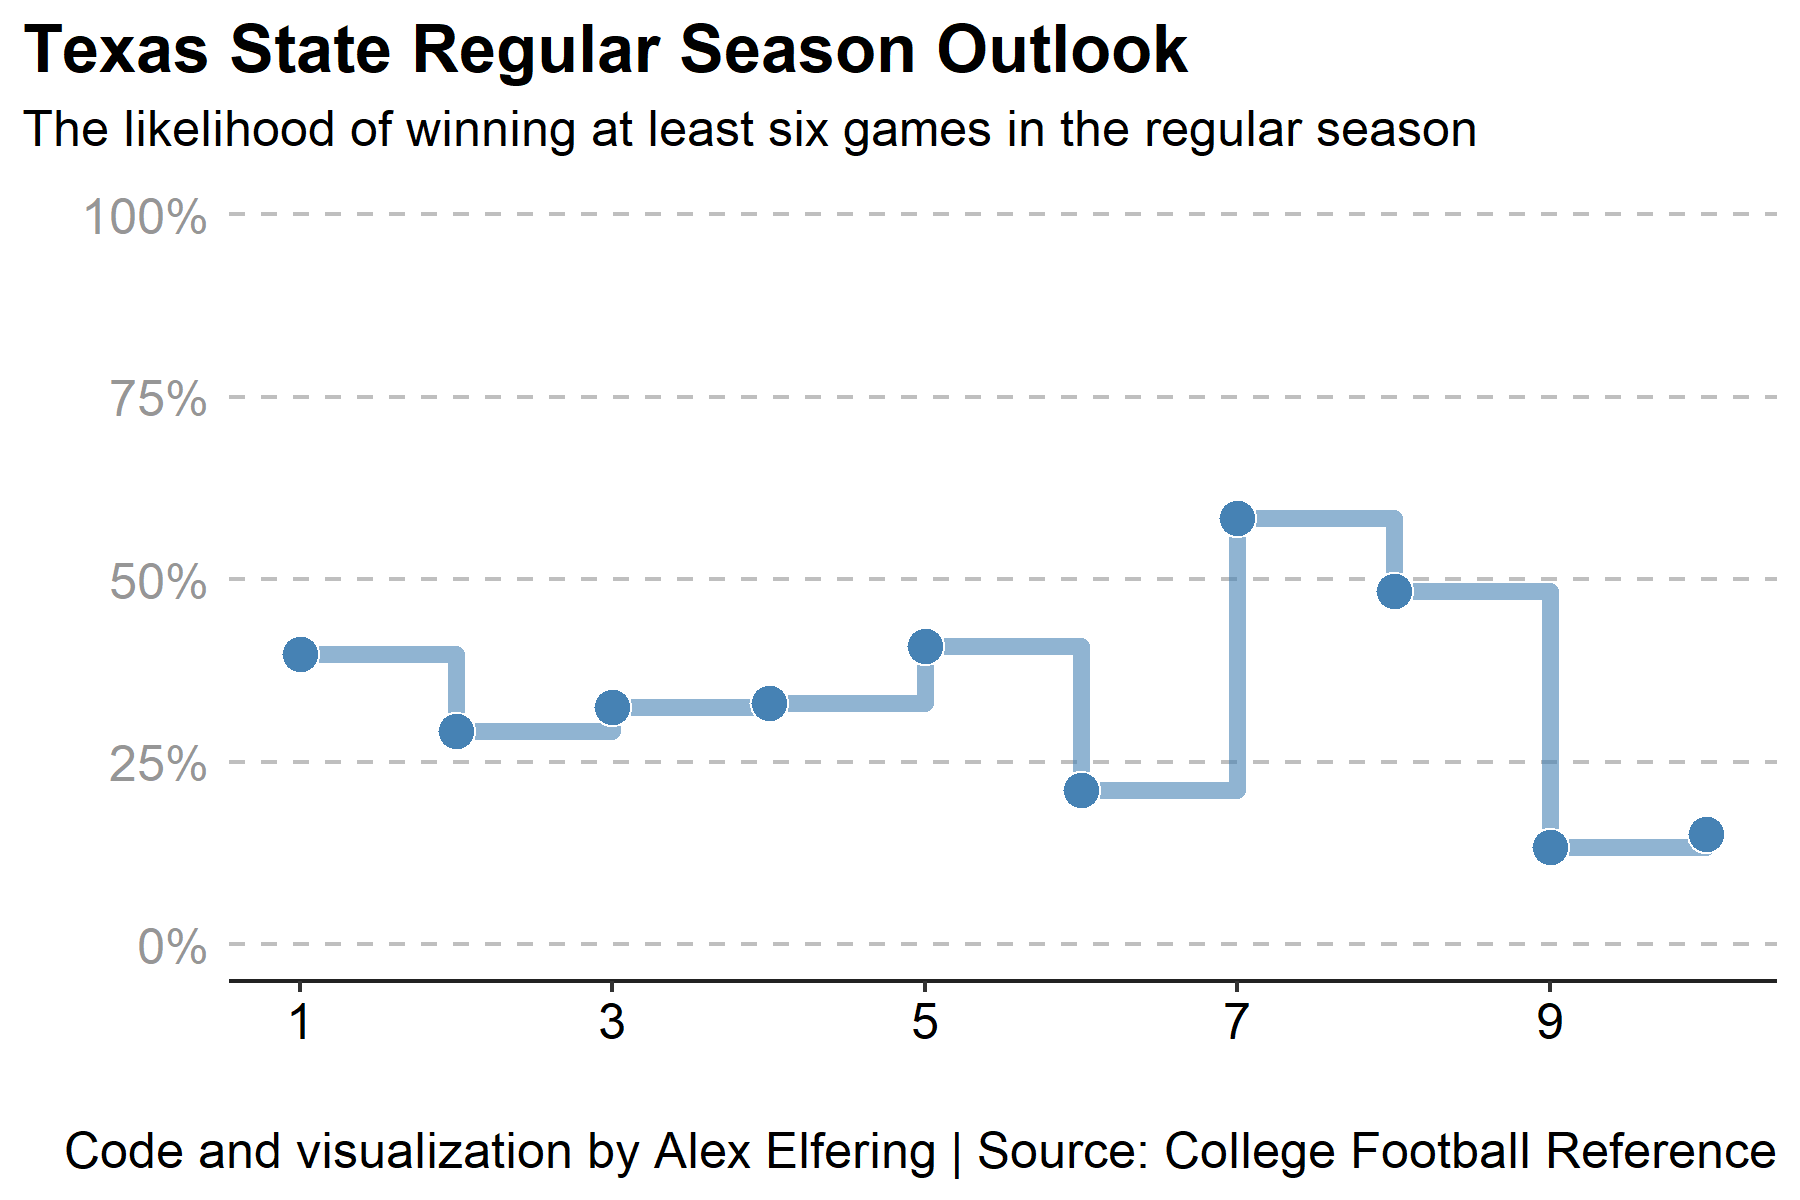 Texas State Regular Season Outlook
The likelihood of winning at least six games in the regular season
100%
75%
50%
25%
0%
1 3 5 7 9
Code and visualization by Alex Elfering | Source: College Football Reference